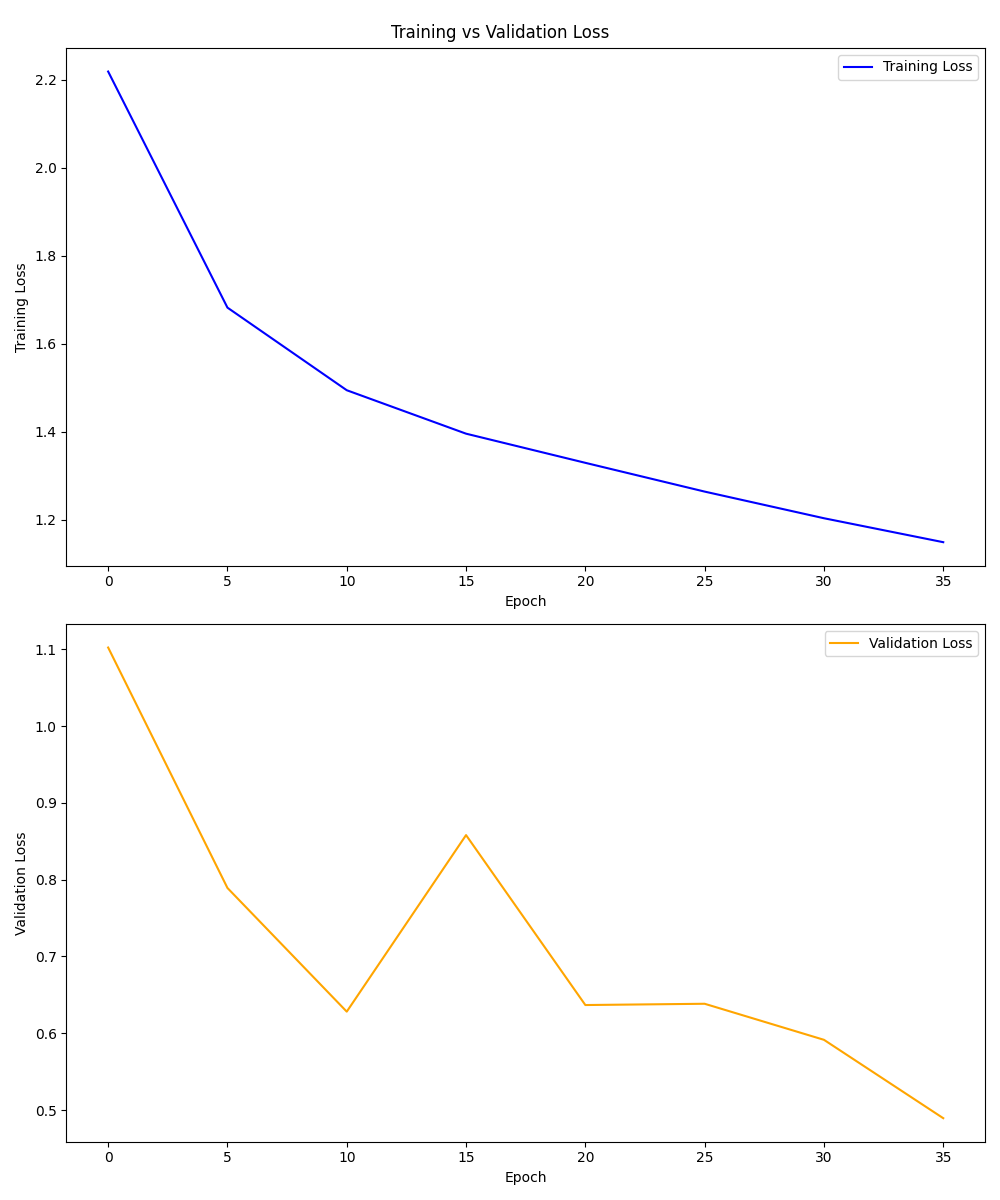 Training vs Validation Loss
Training Loss
2.2
2.0
1.8
1.6
1.4
1.2
Training Loss
0 5 10 15 20 25 30 35
Epoch
Validation Loss
1.1
1.0
0.9
0.8
0.7
0.6
0.5
Validation Loss
0 5 10 15 20 25 30 35
Epoch